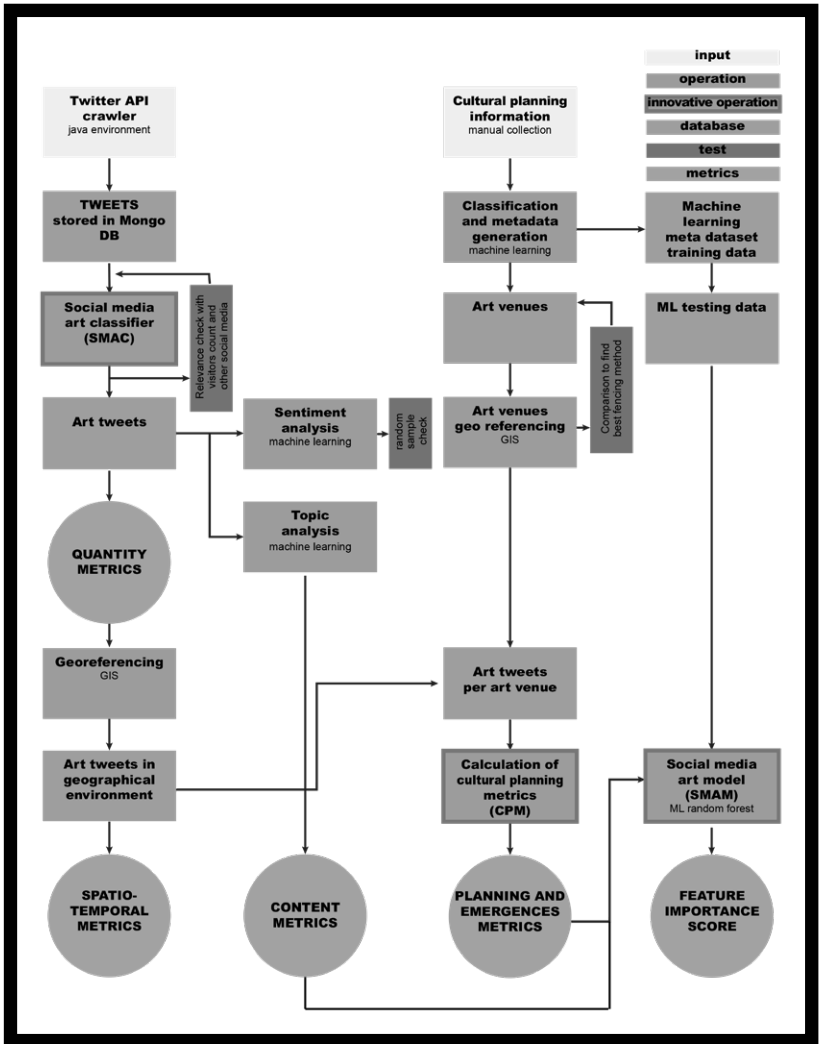 input
operation
innovative operation
database
test
metrics
Twitter API
crawler
java environment
TWEETS
stored in Mongo
DB
Social media
art classifier
(SMAC)
Relevance check with
visitors count and
other social media
Art tweets
Sentiment
analysis
machine learning
random
sample
check
Topic
analysis
machine learning
QUANTITY
METRICS
Georeferencing
GIS
Art tweets in
geographical
environment
SPATIO-
TEMPORAL
METRICS
CONTENT
METRICS
Cultural planning
information
manual collection
Classification
and metadata
generation
machine learning
Art venues
Art venues
geo referencing
GIS
Comparison to find
best fencing method
Art tweets
per art venue
Calculation of
cultural planning
metrics
(CPM)
PLANNING AND
EMERGENCES
METRICS
Machine
learning
meta dataset
training data
ML testing data
Social media
art model
(SMAM)
ML random forest
FEATURE
IMPORTANCE
SCORE